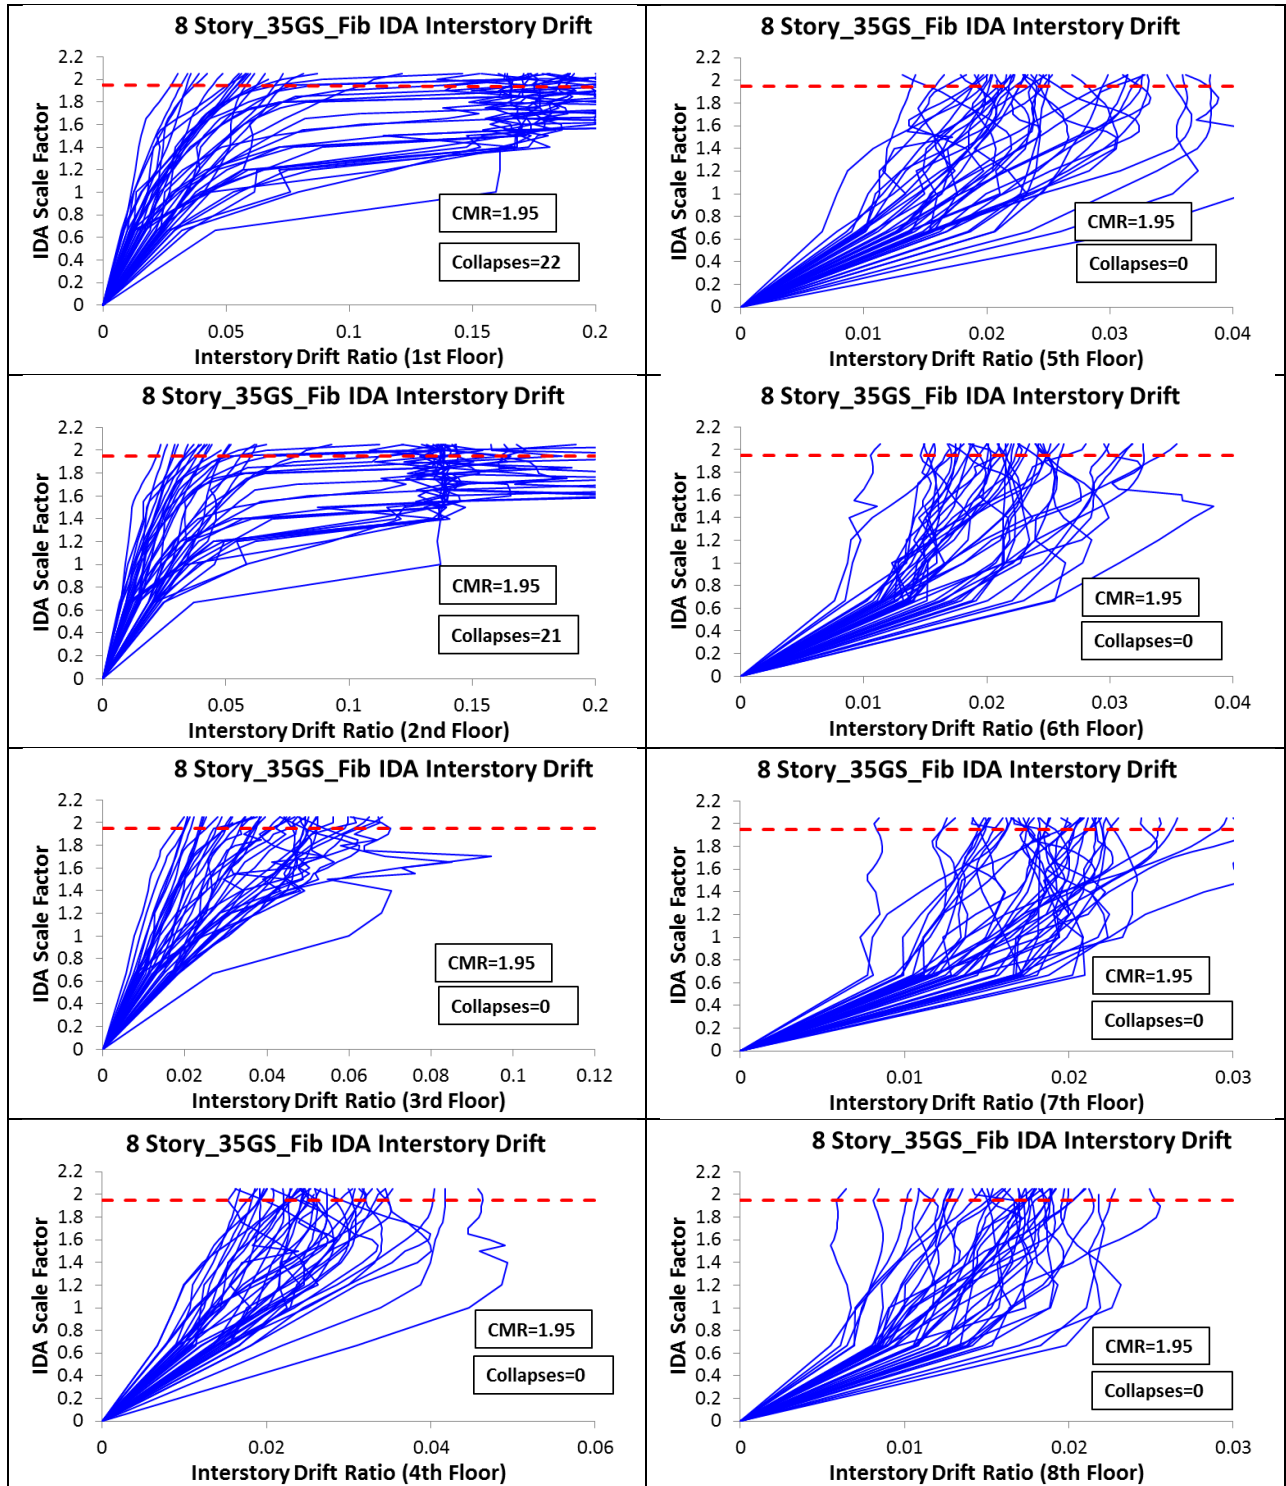 8 Story_35GS_Fib IDA Interstory Drift
IDA Scale Factor
2.2
2
1.8
1.6
1.4
1.2
1
0.8
0.6
0.4
0.2
0
CMR=1.95
Collapses=22
0 0.05 0.1 0.15 0.2
Interstory Drift Ratio (1st Floor)
8 Story_35GS_Fib IDA Interstory Drift
IDA Scale Factor
2.2
2
1.8
1.6
1.4
1.2
1
0.8
0.6
0.4
0.2
0
CMR=1.95
Collapses=0
0 0.01 0.02 0.03 0.04
Interstory Drift Ratio (5th Floor)
8 Story_35GS_Fib IDA Interstory Drift
IDA Scale Factor
2.2
2
1.8
1.6
1.4
1.2
1
0.8
0.6
0.4
0.2
0
CMR=1.95
Collapses=21
0 0.05 0.1 0.15 0.2
Interstory Drift Ratio (2nd Floor)
8 Story_35GS_Fib IDA Interstory Drift
IDA Scale Factor
2.2
2
1.8
1.6
1.4
1.2
1
0.8
0.6
0.4
0.2
0
CMR=1.95
Collapses=0
0 0.01 0.02 0.03 0.04
Interstory Drift Ratio (6th Floor)
8 Story_35GS_Fib IDA Interstory Drift
IDA Scale Factor
2.2
2
1.8
1.6
1.4
1.2
1
0.8
0.6
0.4
0.2
0
CMR=1.95
Collapses=0
0 0.02 0.04 0.06 0.08 0.1 0.12
Interstory Drift Ratio (3rd Floor)
8 Story_35GS_Fib IDA Interstory Drift
IDA Scale Factor
2.2
2
1.8
1.6
1.4
1.2
1
0.8
0.6
0.4
0.2
0
CMR=1.95
Collapses=0
0 0.01 0.02 0.03
Interstory Drift Ratio (7th Floor)
8 Story_35GS_Fib IDA Interstory Drift
IDA Scale Factor
2.2
2
1.8
1.6
1.4
1.2
1
0.8
0.6
0.4
0.2
0
CMR=1.95
Collapses=0
0 0.02 0.04 0.06
Interstory Drift Ratio (4th Floor)
8 Story_35GS_Fib IDA Interstory Drift
IDA Scale Factor
2.2
2
1.8
1.6
1.4
1.2
1
0.8
0.6
0.4
0.2
0
CMR=1.95
Collapses=0
0 0.01 0.02 0.03
Interstory Drift Ratio (8th Floor)